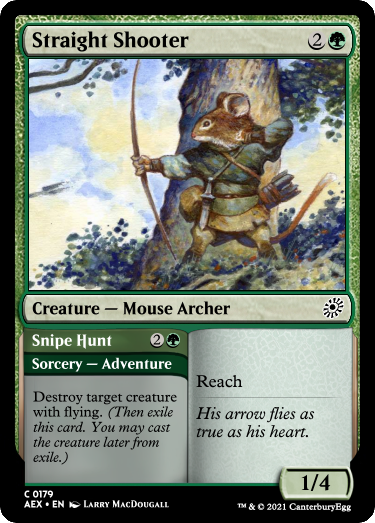 Straight Shooter 2
Creature — Mouse Archer
Snipe Hunt 2
Sorcery — Adventure
Destroy target creature
with flying. (Then exile
this card. You may cast
the creature later from
exile.)
Reach
His arrow flies as
true as his heart.
1/4
C 0179
AEX • EN Larry MacDougall
™ & © 2021 CanterburyEgg